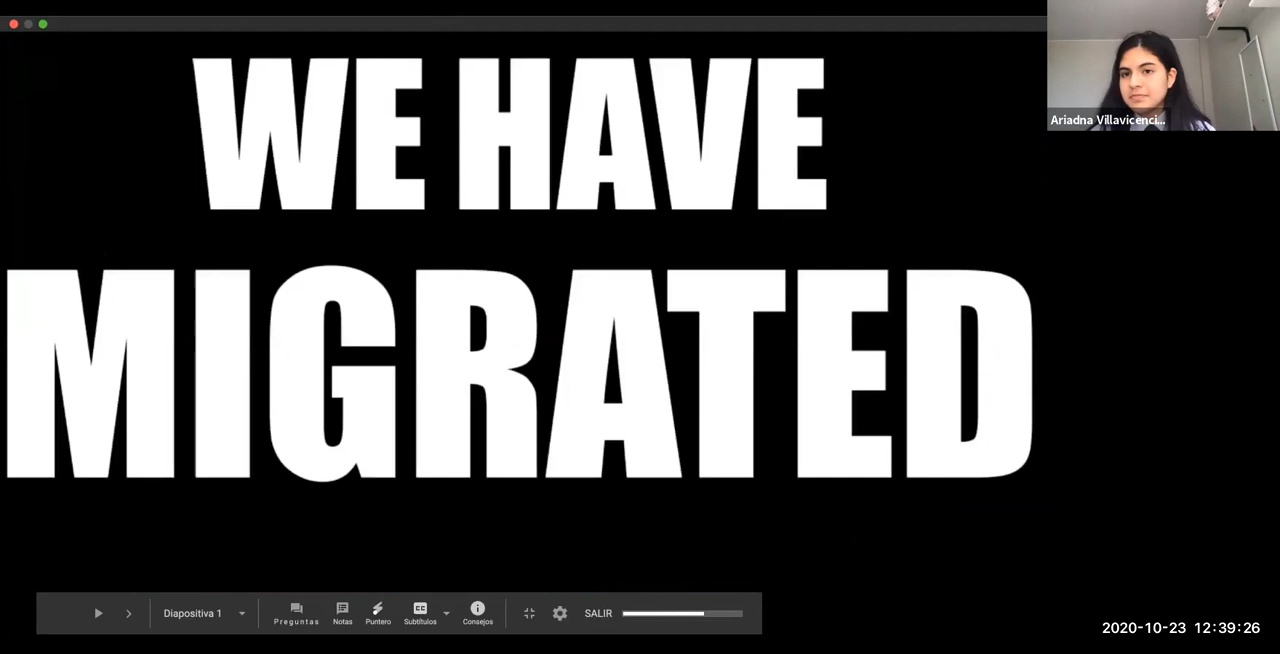 WE HAVE
MIGRATED
Ariadna Villavicenci...
Diapositiva 1
Preguntas
Notas
Puntero
CC
Subtítulos
Consejos
SALIR
2020-10-23 12:39:26